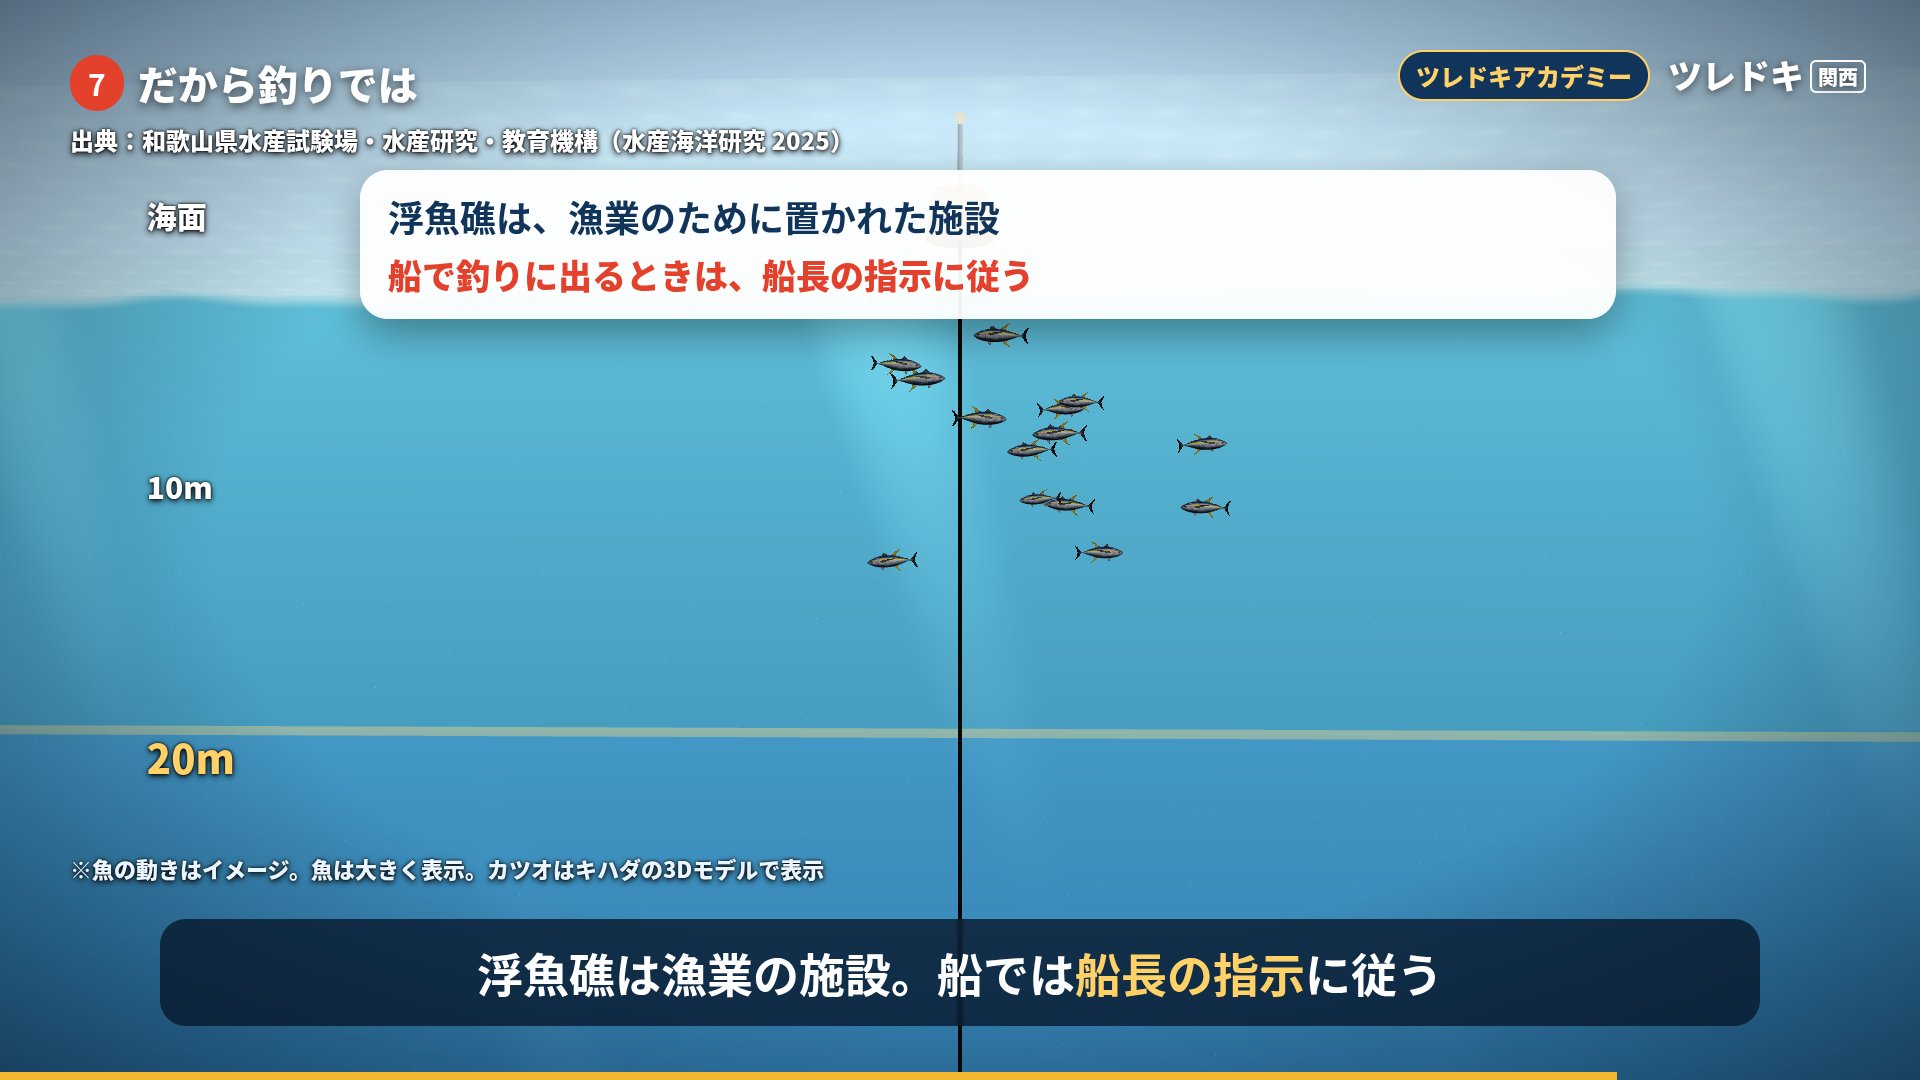 7 だから釣りでは
ツレドキアカデミー ツレドキ 関西
出典：和歌山県水産試験場・水産研究・教育機構（水産海洋研究 2025）
海面
浮魚礁は、漁業のために置かれた施設
船で釣りに出るときは、船長の指示に従う
10m
20m
※魚の動きはイメージ。魚は大きく表示。カツオはキハダの3Dモデルで表示
浮魚礁は漁業の施設。船では船長の指示に従う